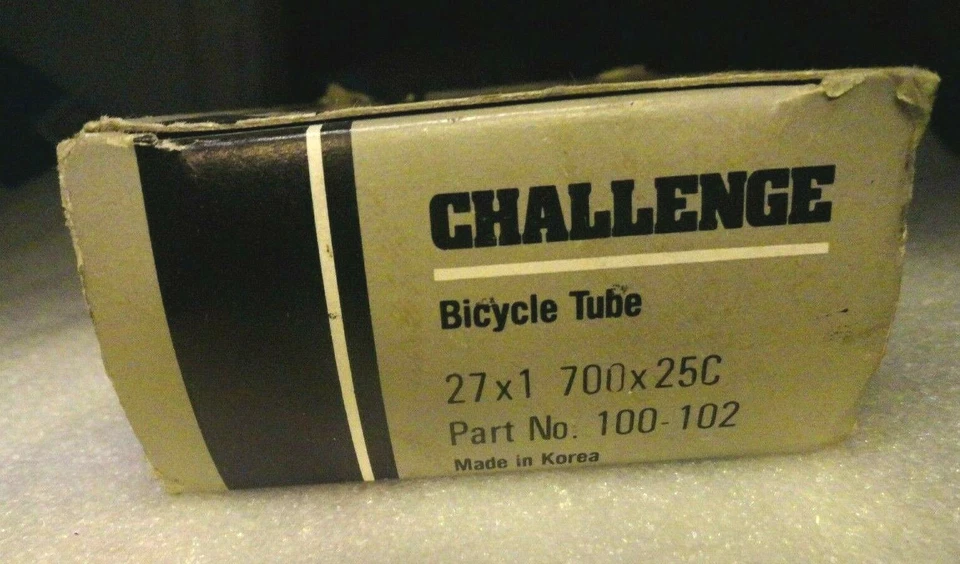 CHALLENGE
Bicycle Tube
27x1 700x25C
Part No. 100-102
Made in Korea